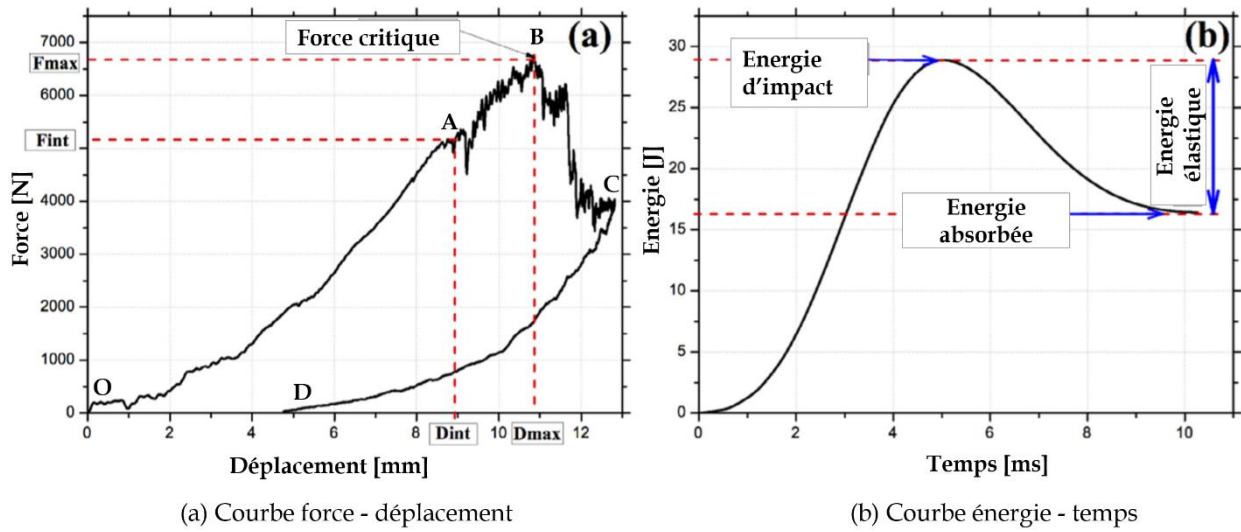 (a)
7000
6000
5000
4000
3000
2000
1000
0
Fmax
Fint
Force [N]
Force critique
B
A
C
O
D
0
2
4
6
8
10
12
Dint
Dmax
Déplacement [mm]
(a) Courbe force - déplacement
(b)
30
25
20
15
10
5
0
Energie [J]
Energie
d’impact
Energie
élastique
Energie
absorbée
0
2
4
6
8
10
Temps [ms]
(b) Courbe énergie - temps